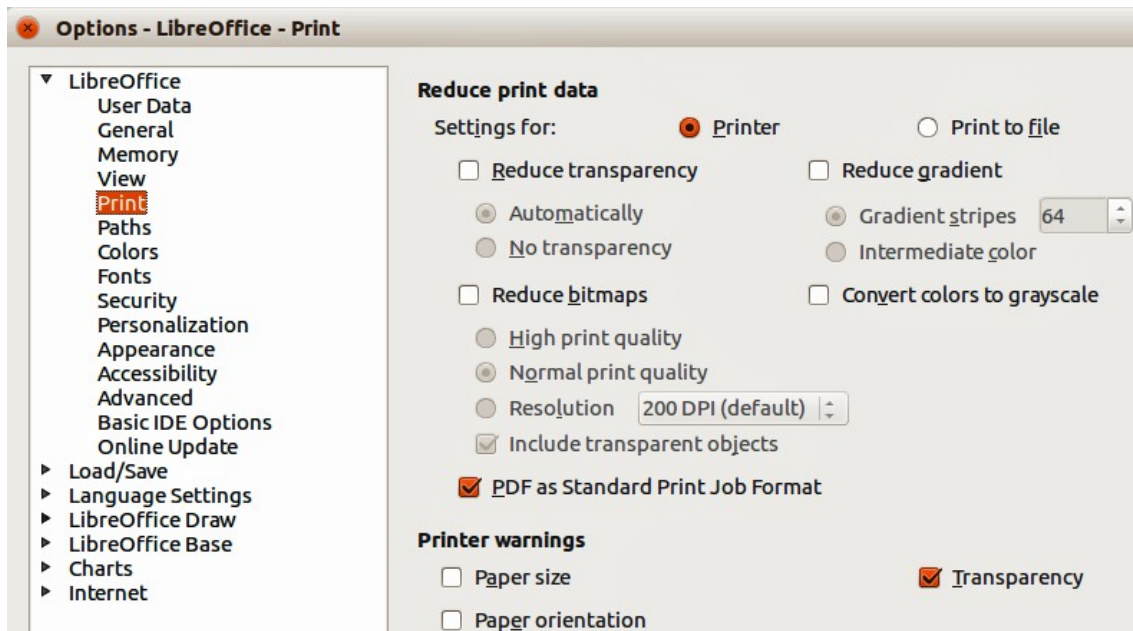 Options - LibreOffice - Print
LibreOffice
User Data
General
Memory
View
Print
Paths
Colors
Fonts
Security
Personalization
Appearance
Accessibility
Advanced
Basic IDE Options
Online Update
Load/Save
Language Settings
LibreOffice Draw
LibreOffice Base
Charts
Internet
Reduce print data
Settings for: Printer Print to file
Reduce transparency Reduce gradient
Automatically Gradient stripes 64
No transparency Intermediate color
Reduce bitmaps Convert colors to grayscale
High print quality
Normal print quality
Resolution 200 DPI (default)
Include transparent objects
PDF as Standard Print Job Format
Printer warnings
Paper size Transparency
Paper orientation